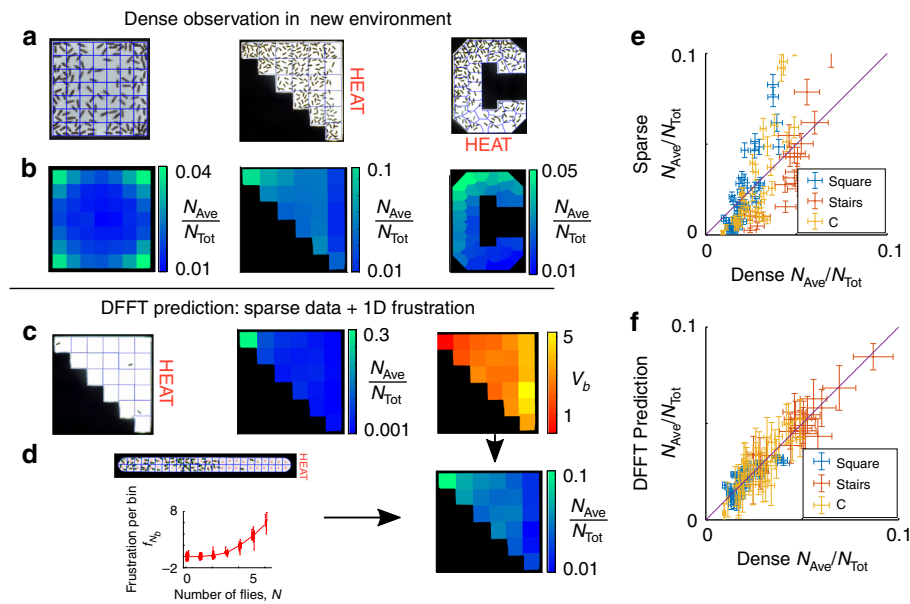 Dense observation in new environment
a
HEAT
HEAT
b
0.04
0.01
N_Ave
N_Tot
0.1
0.01
N_Ave
N_Tot
0.05
0.01
N_Ave
N_Tot
DFFT prediction: sparse data + 1D frustration
c
HEAT
0.3
0.001
N_Ave
N_Tot
5
1
V_b
d
HEAT
Frustration per bin
f_{N_b}
8
−2
0
2
4
5
Number of flies, N
0.1
0.01
N_Ave
N_Tot
e
0.1
Sparse
N_Ave/N_Tot
0
0
0.1
Square
Stairs
C
Dense N_Ave/N_Tot
f
0.1
DFFT Prediction
N_Ave/N_Tot
0
0
0.1
Square
Stairs
C
Dense N_Ave/N_Tot